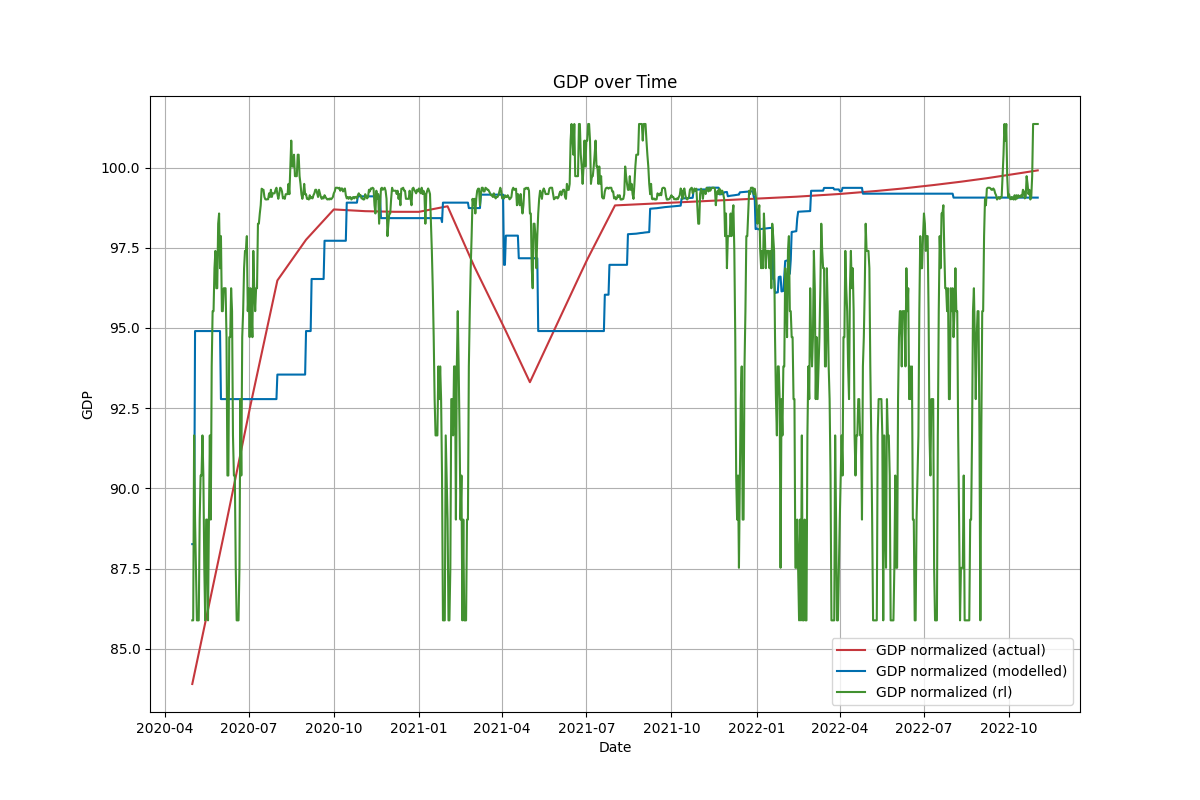 GDP over Time
100.0
97.5
95.0
92.5
90.0
87.5
85.0
GDP
GDP normalized (actual)
GDP normalized (modelled)
GDP normalized (rl)
2020-04 2020-07 2020-10 2021-01 2021-04 2021-07 2021-10 2022-01 2022-04 2022-07 2022-10
Date